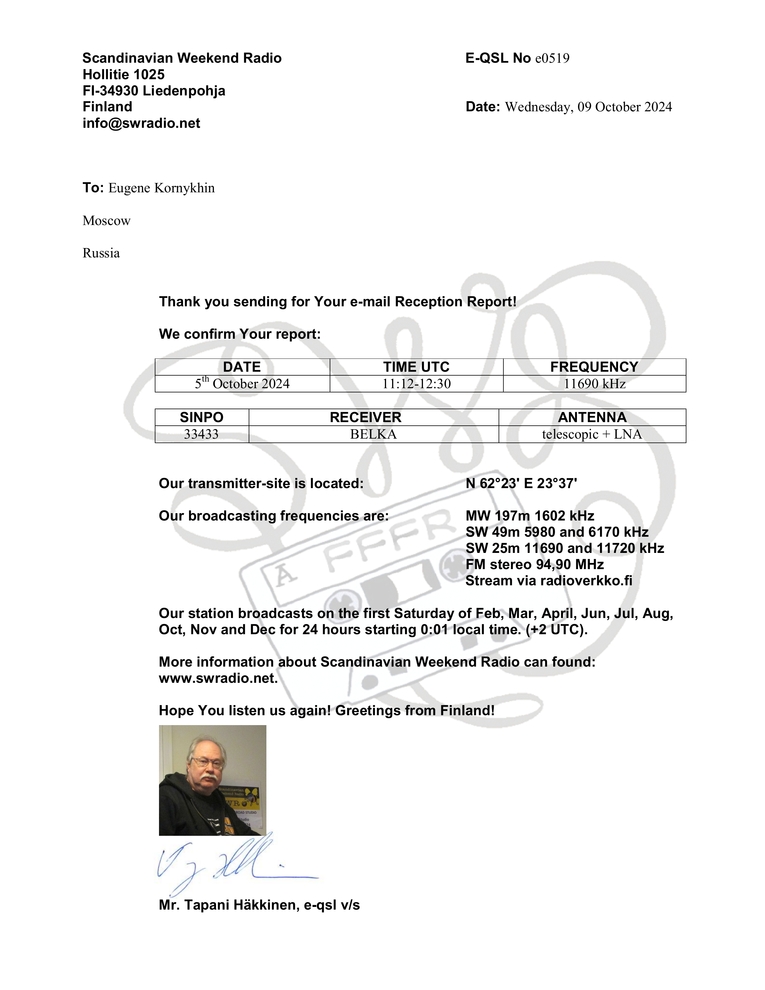 Scandinavian Weekend Radio
Hollitie 1025
FI-34930 Liedenpohja
Finland
info@swradio.net
E-QSL No e0519
Date: Wednesday, 09 October 2024
To: Eugene Kornykhin
Moscow
Russia
Thank you sending for Your e-mail Reception Report!
We confirm Your report:
DATE TIME UTC FREQUENCY
5th October 2024 11:12-12:30 11690 kHz
SINPO RECEIVER ANTENNA
33433 BELKA telescopic + LNA
Our transmitter-site is located: N 62°23' E 23°37'
Our broadcasting frequencies are: MW 197m 1602 kHz
SW 49m 5980 and 6170 kHz
SW 25m 11690 and 11720 kHz
FM stereo 94,90 MHz
Stream via radioverkko.fi
A FFFR
Our station broadcasts on the first Saturday of Feb, Mar, April, Jun, Jul, Aug,
Oct, Nov and Dec for 24 hours starting 0:01 local time. (+2 UTC).
More information about Scandinavian Weekend Radio can found:
www.swradio.net.
Hope You listen us again! Greetings from Finland!
Mr. Tapani Häkkinen, e-qsl v/s